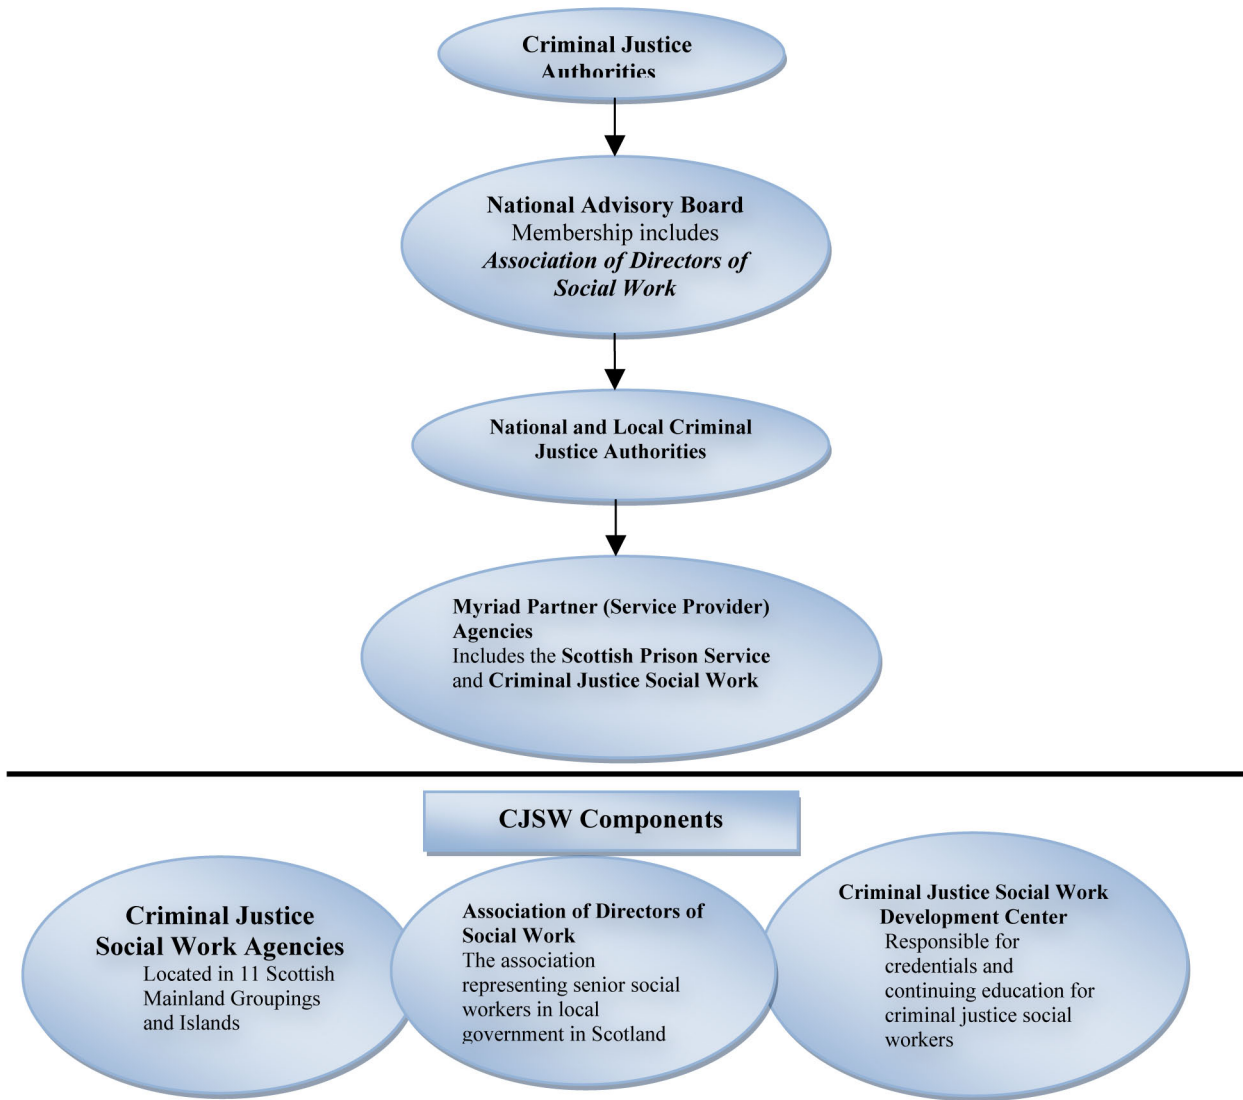 Criminal Justice
Authorities
National Advisory Board
Membership includes
Association of Directors of
Social Work
National and Local Criminal
Justice Authorities
Myriad Partner (Service Provider)
Agencies
Includes the Scottish Prison Service
and Criminal Justice Social Work
CJSW Components
Criminal Justice
Social Work Agencies
Located in 11 Scottish
Mainland Groupings
and Islands
Association of Directors of
Social Work
The association
representing senior social
workers in local
government in Scotland
Criminal Justice Social Work
Development Center
Responsible for
credentials and
continuing education for
criminal justice social
workers